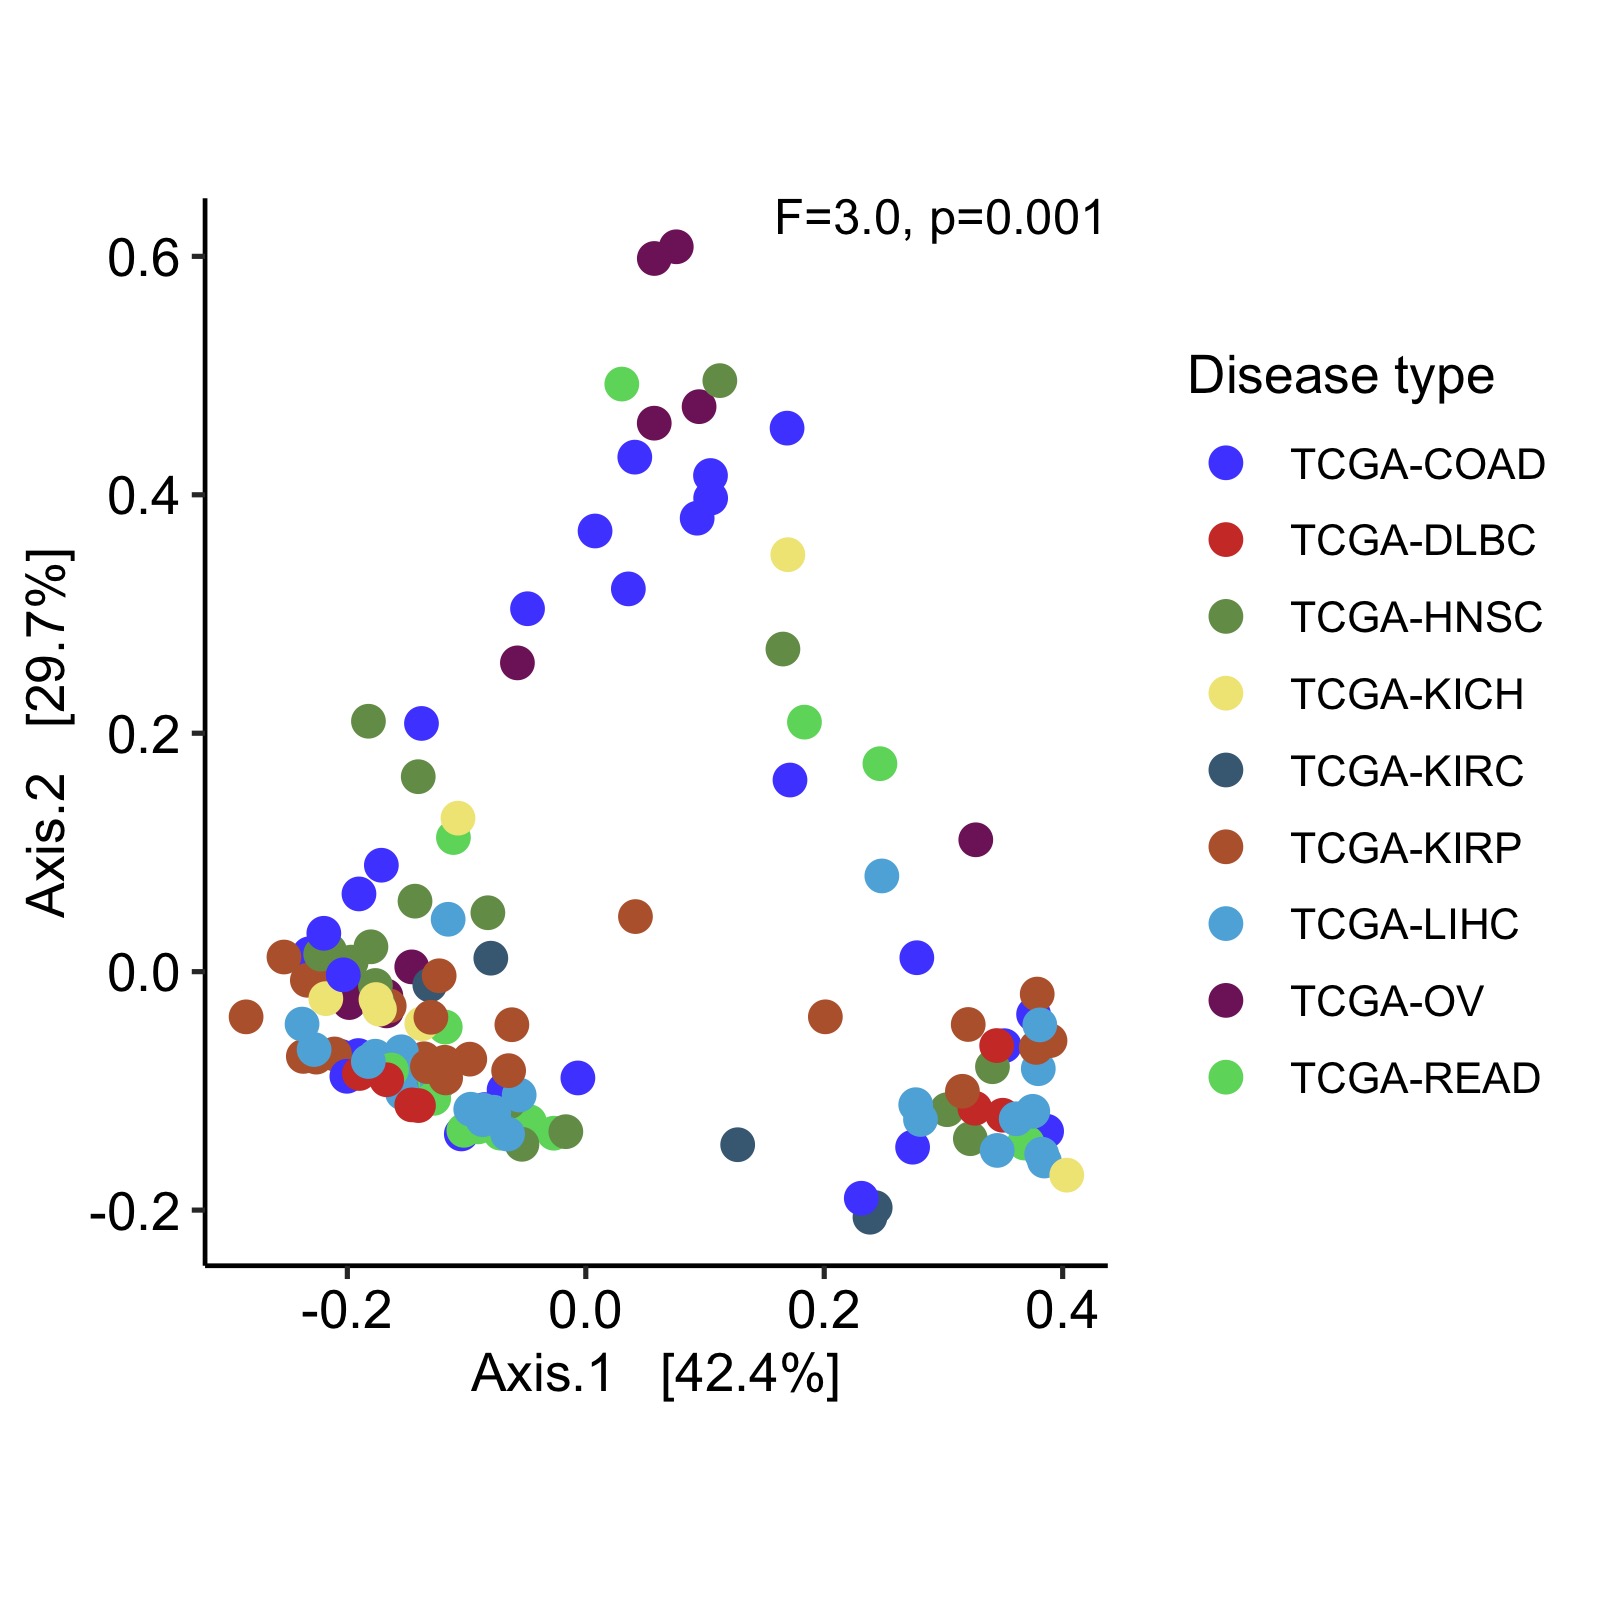 F=3.0, p=0.001
0.6
0.4
0.2
0.0
-0.2
Axis.2 [29.7%]
-0.2 0.0 0.2 0.4
Axis.1 [42.4%]
Disease type
TCGA-COAD
TCGA-DLBC
TCGA-HNSC
TCGA-KICH
TCGA-KIRC
TCGA-KIRP
TCGA-LIHC
TCGA-OV
TCGA-READ